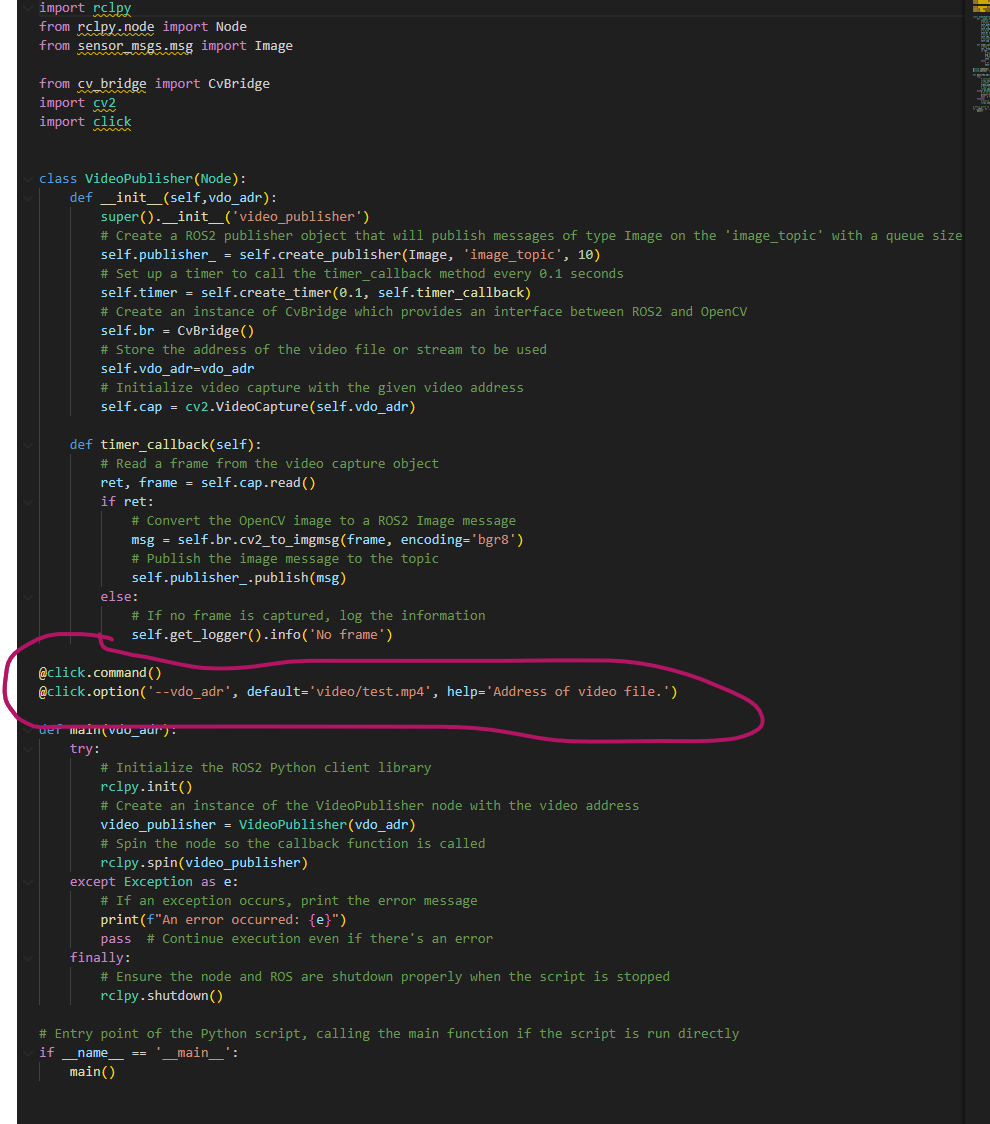 import rclpy
from rclpy.node import Node
from sensor_msgs.msg import Image

from cv_bridge import CvBridge
import cv2
import click


class VideoPublisher(Node):
    def __init__(self,vdo_adr):
        super().__init__('video_publisher')
        # Create a ROS2 publisher object that will publish messages of type Image on the 'image_topic' with a queue size
        self.publisher_ = self.create_publisher(Image, 'image_topic', 10)
        # Set up a timer to call the timer_callback method every 0.1 seconds
        self.timer = self.create_timer(0.1, self.timer_callback)
        # Create an instance of CvBridge which provides an interface between ROS2 and OpenCV
        self.br = CvBridge()
        # Store the address of the video file or stream to be used
        self.vdo_adr=vdo_adr
        # Initialize video capture with the given video address
        self.cap = cv2.VideoCapture(self.vdo_adr)

    def timer_callback(self):
        # Read a frame from the video capture object
        ret, frame = self.cap.read()
        if ret:
            # Convert the OpenCV image to a ROS2 Image message
            msg = self.br.cv2_to_imgmsg(frame, encoding='bgr8')
            # Publish the image message to the topic
            self.publisher_.publish(msg)
        else:
            # If no frame is captured, log the information
            self.get_logger().info('No frame')

@click.command()
@click.option('--vdo_adr', default='video/test.mp4', help='Address of video file.')

def main(vdo_adr):
    try:
        # Initialize the ROS2 Python client library
        rclpy.init()
        # Create an instance of the VideoPublisher node with the video address
        video_publisher = VideoPublisher(vdo_adr)
        # Spin the node so the callback function is called
        rclpy.spin(video_publisher)
    except Exception as e:
        # If an exception occurs, print the error message
        print(f"An error occurred: {e}")
        pass  # Continue execution even if there's an error
    finally:
        # Ensure the node and ROS are shutdown properly when the script is stopped
        rclpy.shutdown()

# Entry point of the Python script, calling the main function if the script is run directly
if __name__ == '__main__':
    main()